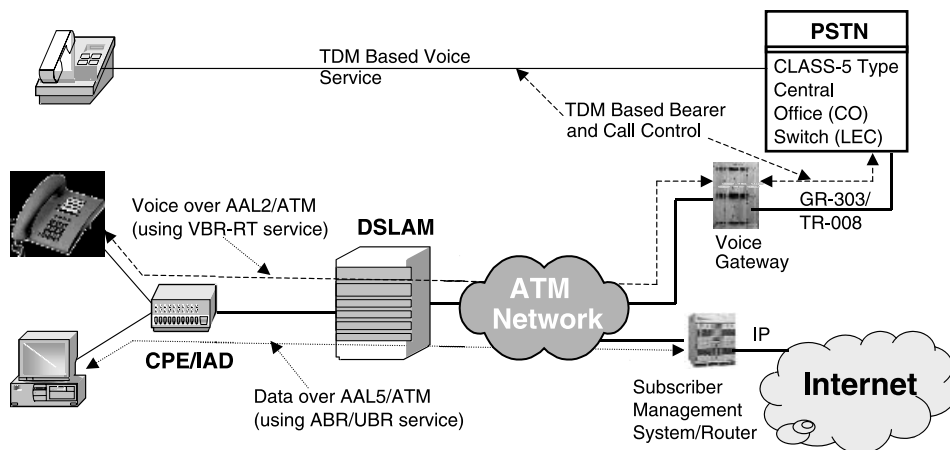 PSTN
CLASS-5 Type
Central
Office (CO)
Switch (LEC)
TDM Based Voice
Service
TDM Based Bearer
and Call Control
GR-303/
TR-008
Voice
Gateway
Voice over AAL2/ATM
(using VBR-RT service)
DSLAM
ATM
Network
CPE/IAD
Data over AAL5/ATM
(using ABR/UBR service)
Subscriber
Management
System/Router
IP
Internet